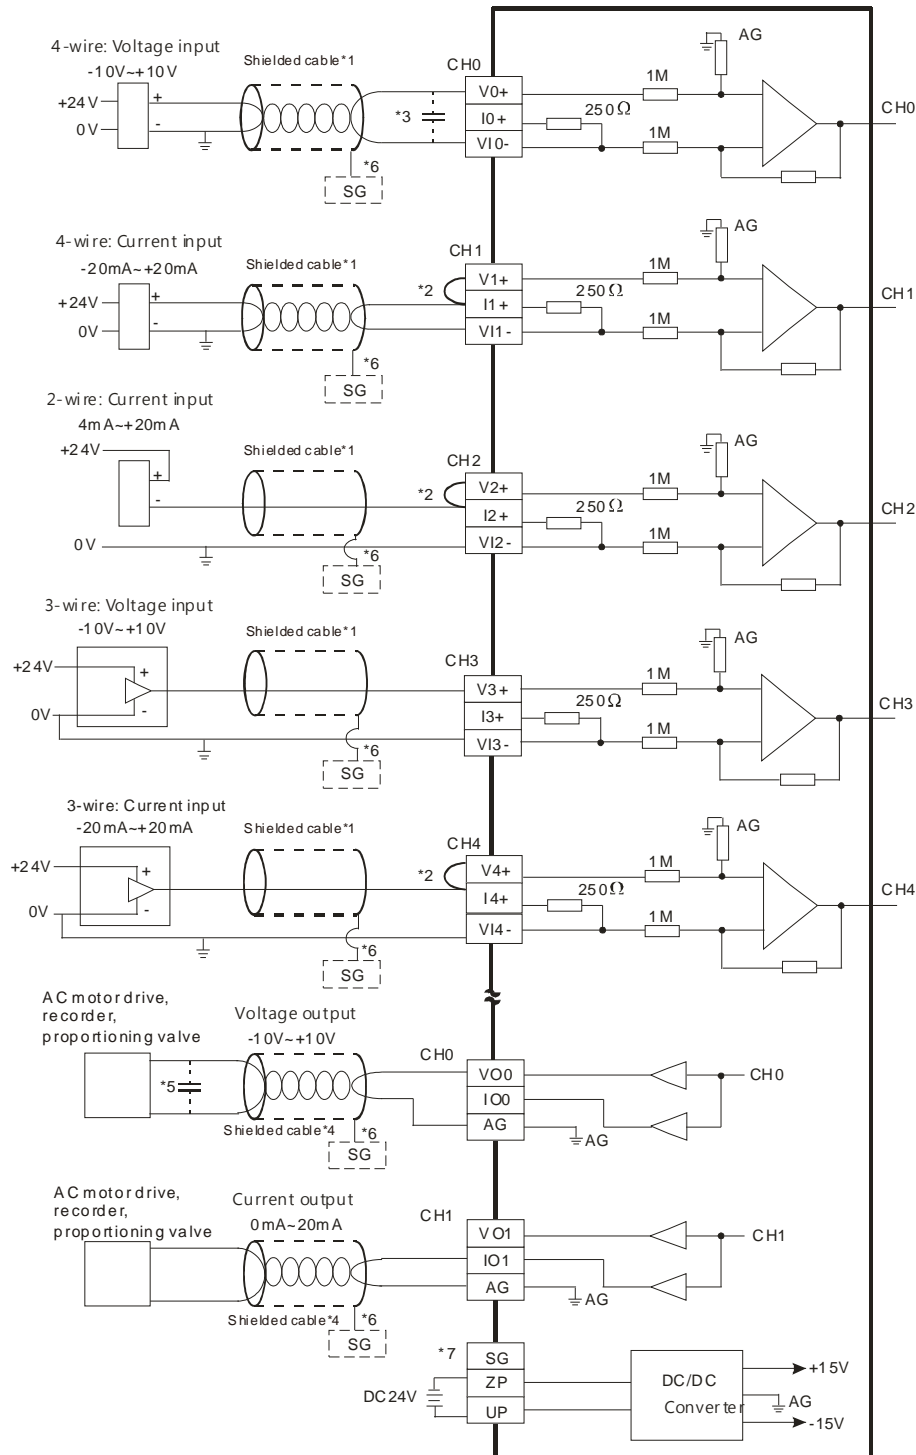 4-wire: Voltage input
-10V~+10V
+24V
0V
+
-
Shielded cable*1
*3
*6
SG
CH0
V0+
I0+
VI0-
250Ω
1M
1M
AG
CH0
4-wire: Current input
-20mA~+20mA
+24V
0V
+
-
Shielded cable*1
*2
*6
SG
CH1
V1+
I1+
VI1-
250Ω
1M
1M
AG
CH1
2-wire: Current input
4mA~+20mA
+24V
+
-
0V
Shielded cable*1
*2
*6
SG
CH2
V2+
I2+
VI2-
250Ω
1M
1M
AG
CH2
3-wire: Voltage input
-10V~+10V
+24V
+
-
0V
Shielded cable*1
*6
SG
CH3
V3+
I3+
VI3-
250Ω
1M
1M
AG
CH3
3-wire: Current input
-20mA~+20mA
+24V
+
-
0V
Shielded cable*1
*2
*6
SG
CH4
V4+
I4+
VI4-
250Ω
1M
1M
AG
CH4
AC motor drive,
recorder,
proportioning valve
Voltage output
-10V~+10V
*5
Shielded cable*4
*6
SG
CH0
VO0
IO0
AG
AG
CH0
AC motor drive,
recorder,
proportioning valve
Current output
0mA~20mA
Shielded cable*4
*6
SG
CH1
VO1
IO1
AG
AG
CH1
*7
SG
ZP
UP
DC24V
DC/DC
Converter
+15V
AG
-15V